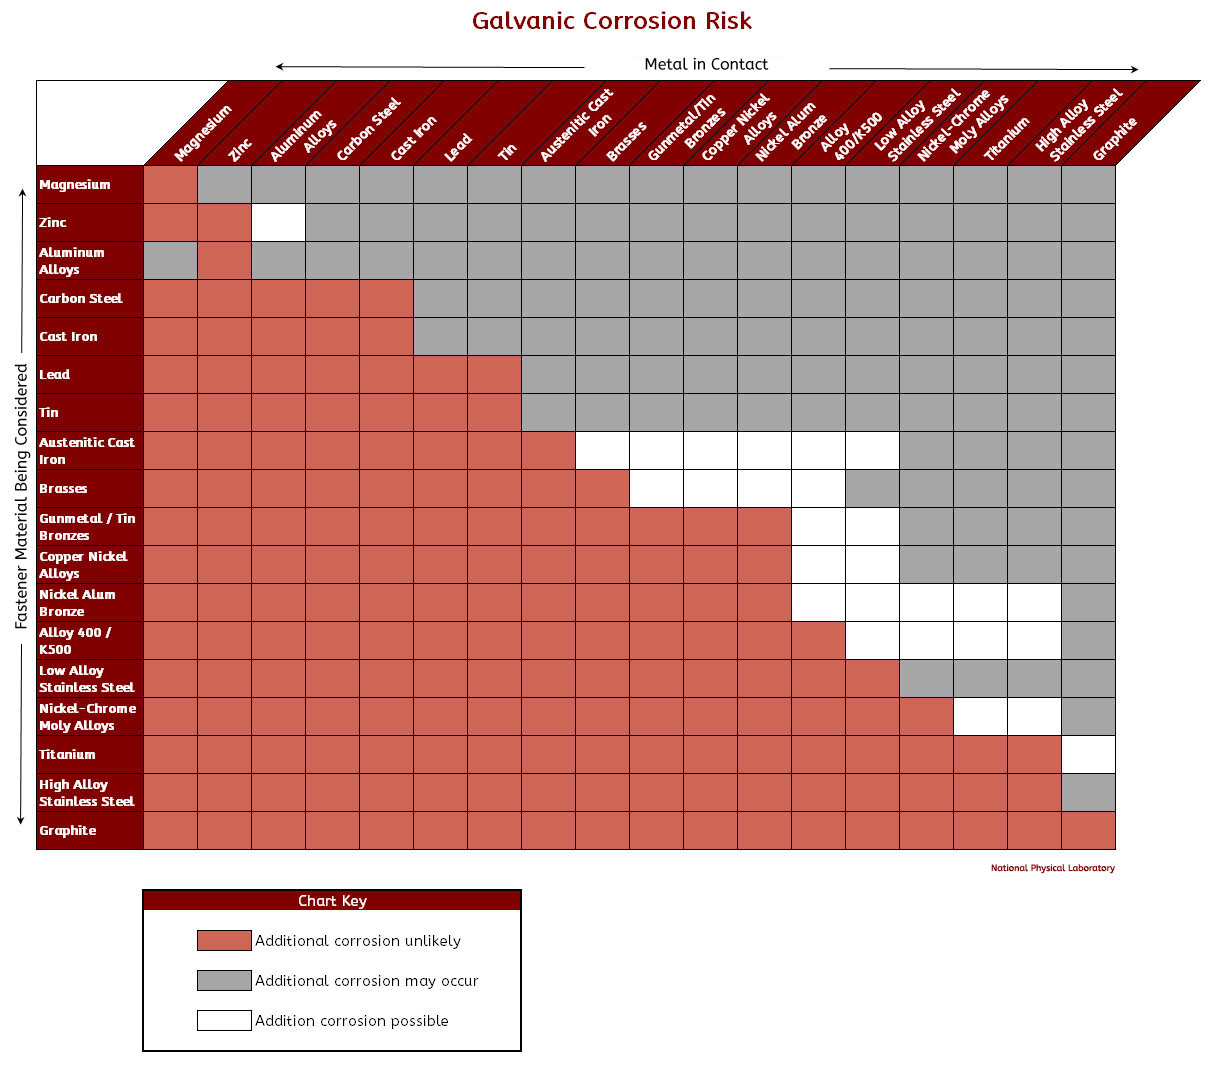 Galvanic Corrosion Risk
Metal in Contact
Magnesium
Zinc
Aluminum
Alloys
Carbon Steel
Cast Iron
Lead
Tin
Austenitic Cast
Iron
Brasses
Gunmetal/Tin
Bronzes
Copper Nickel
Alloys
Nickel Alum
Bronze
Alloy
400/K500
Low Alloy
Stainless Steel
Nickel-Chrome
Moly Alloys
Titanium
High Alloy
Stainless Steel
Graphite
Fastener Material Being Considered
Magnesium
Zinc
Aluminum
Alloys
Carbon Steel
Cast Iron
Lead
Tin
Austenitic Cast
Iron
Brasses
Gunmetal / Tin
Bronzes
Copper Nickel
Alloys
Nickel Alum
Bronze
Alloy 400 /
K500
Low Alloy
Stainless Steel
Nickel-Chrome
Moly Alloys
Titanium
High Alloy
Stainless Steel
Graphite
National Physical Laboratory
Chart Key
Additional corrosion unlikely
Additional corrosion may occur
Addition corrosion possible